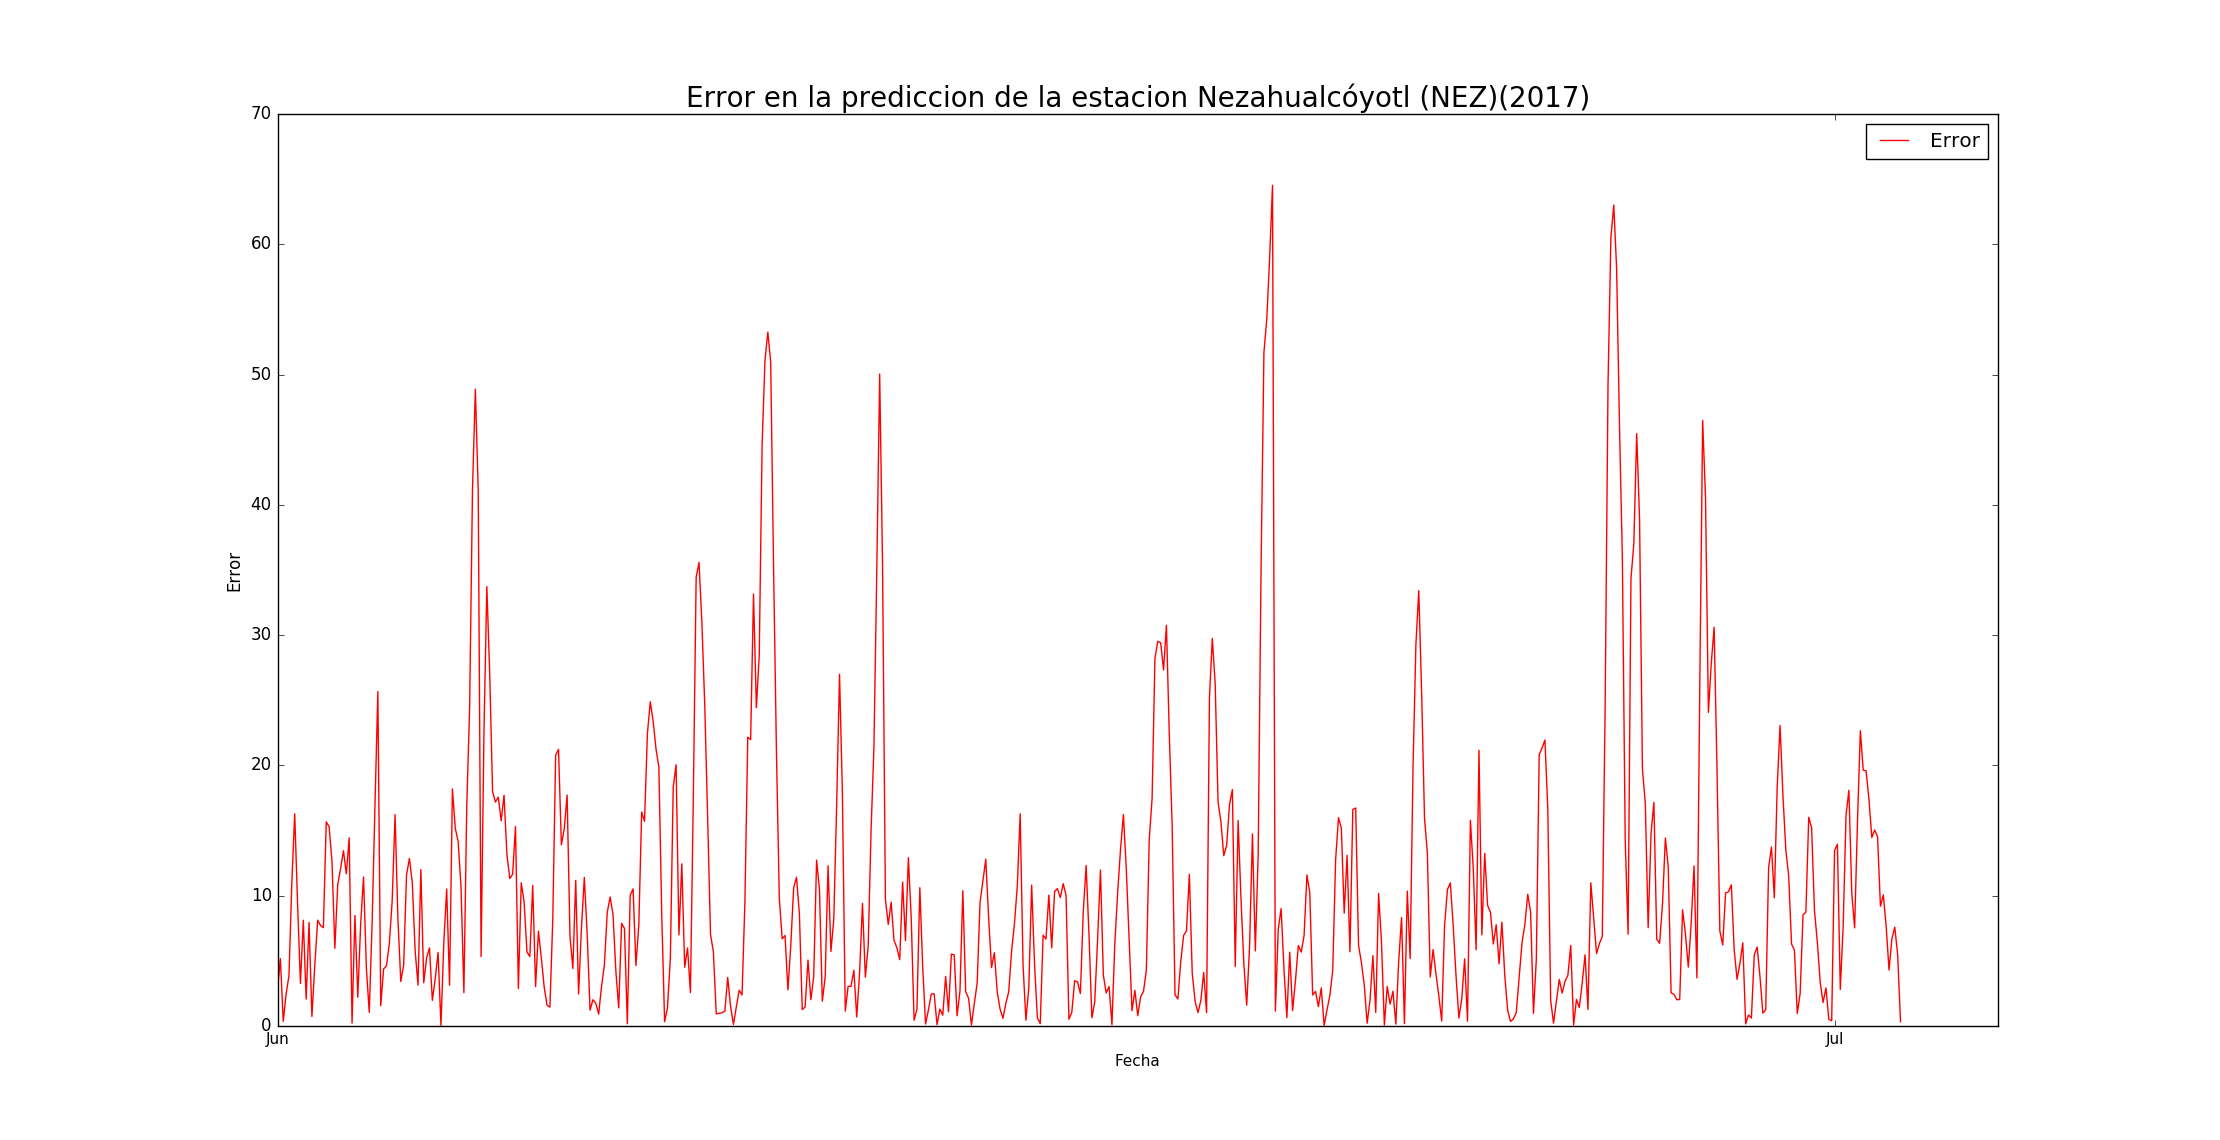 Error en la prediccion de la estacion Nezahualcóyotl (NEZ)(2017)
70
Error
60
50
40
30
20
10
0
Error
Jun
Jul
Fecha